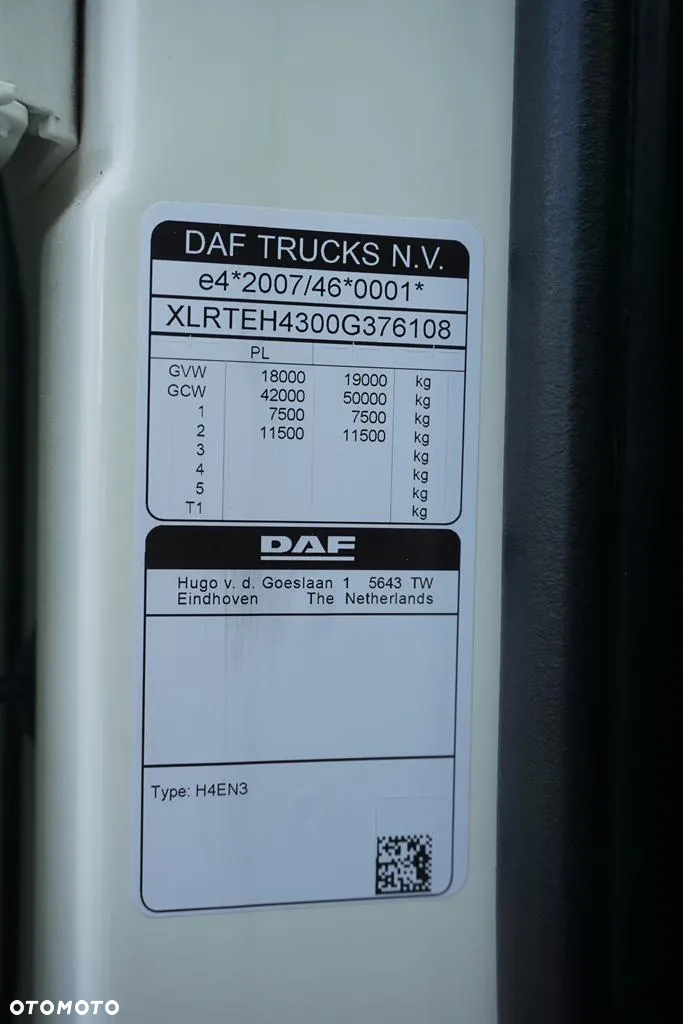 DAF TRUCKS N.V.
e4*2007/46*0001*
XLRTEH4300G376108
PL
GVW 18000 19000 kg
GCW 42000 50000 kg
1 7500 7500 kg
2 11500 11500 kg
3 kg
4 kg
5 kg
T1 kg
DAF
Hugo v. d. Goeslaan 1 5643 TW
Eindhoven The Netherlands
Type: H4EN3
OTOMOTO